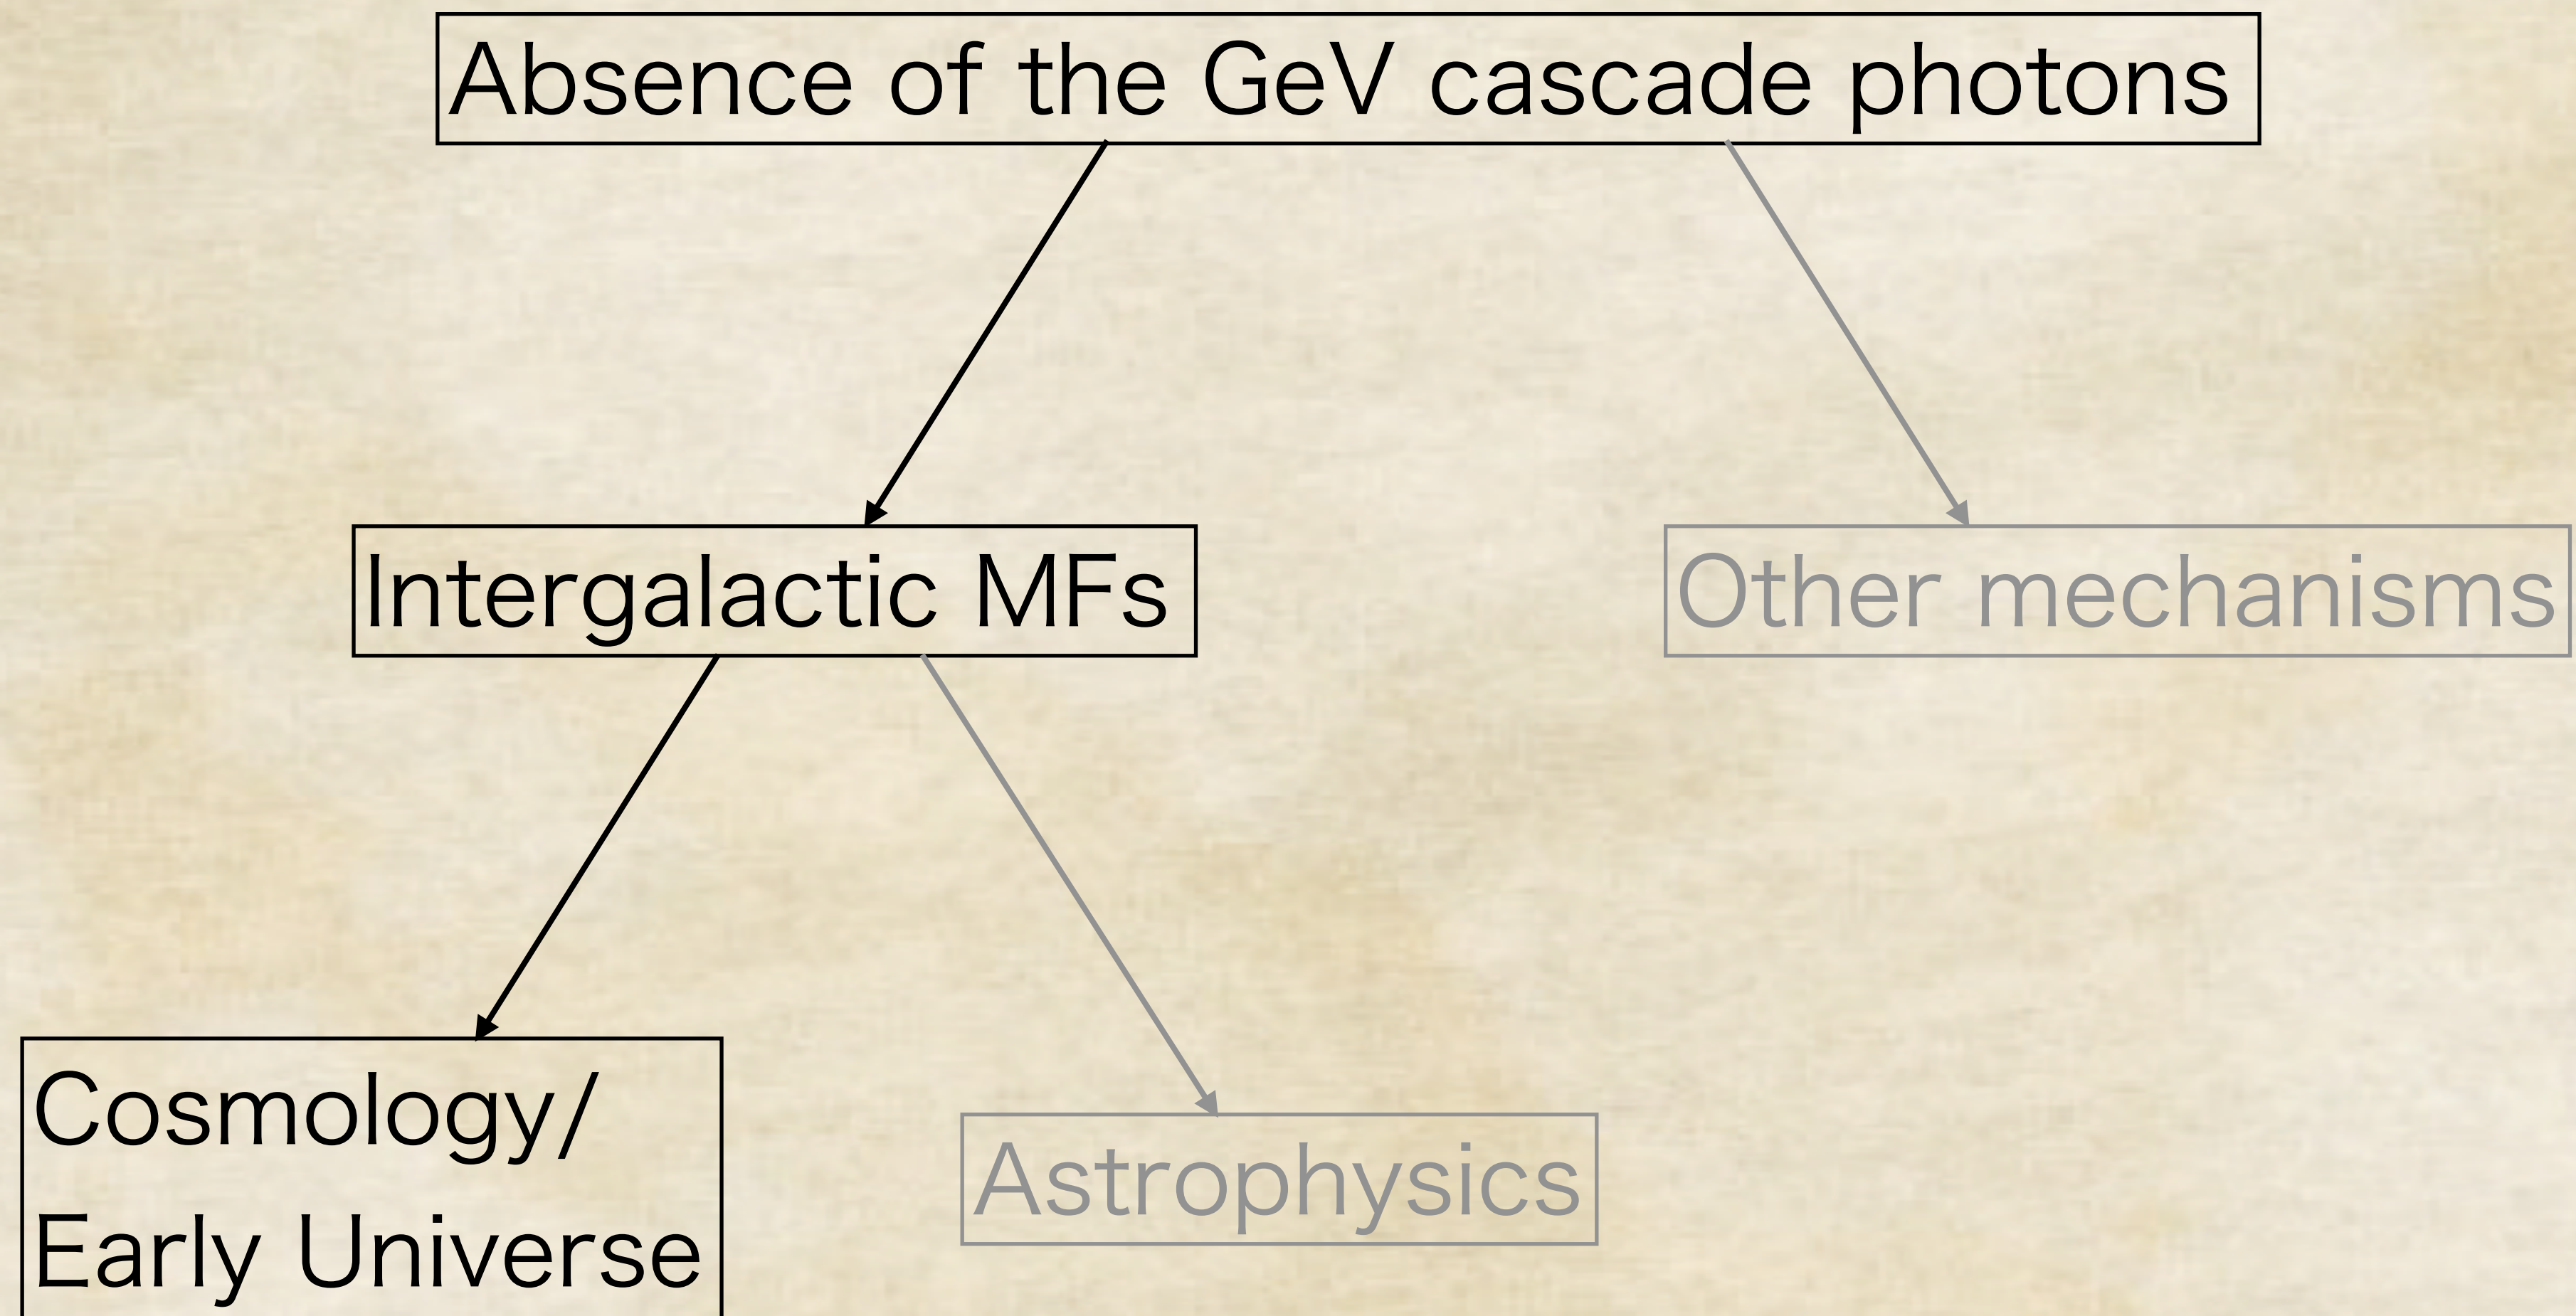 Absence of the GeV cascade photons
Intergalactic MFs
Other mechanisms
Cosmology/
Early Universe
Astrophysics